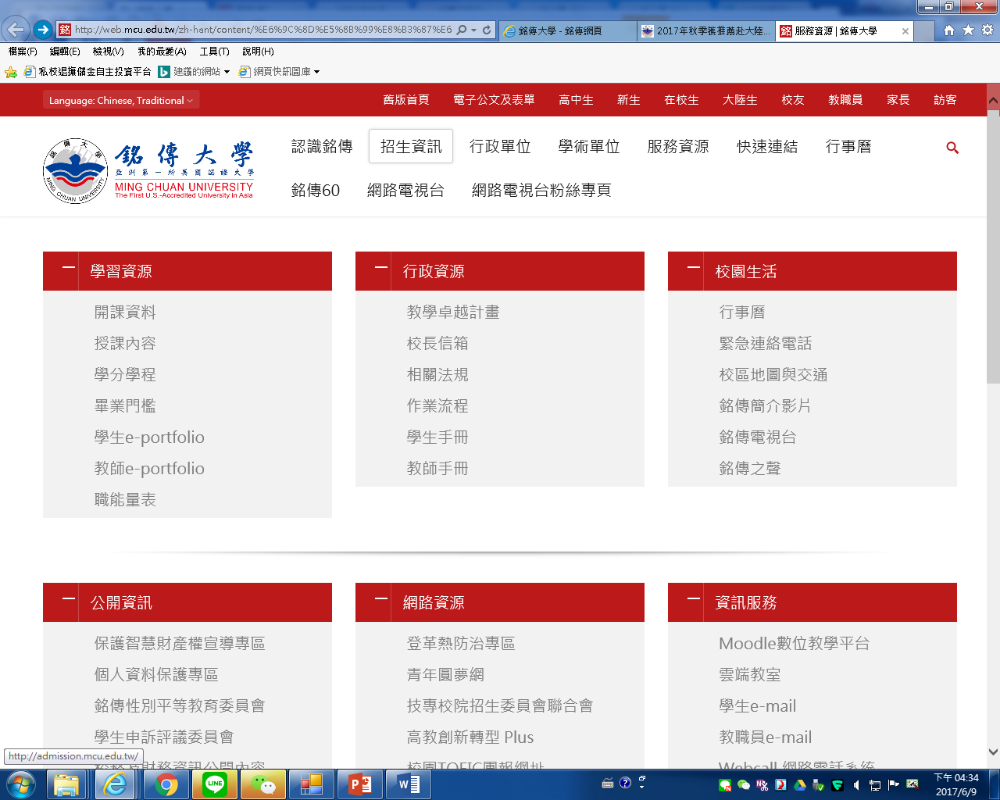 http://web.mcu.edu.tw/zh-hant/content/%E6%9C%8D%E5%8B%99%E8%B3%87%E6
銘傳大學 - 銘傳網頁
2017年秋季獲推薦赴大陸...
服務資源 | 銘傳大學
檔案(F) 編輯(E) 檢視(V) 我的最愛(A) 工具(T) 說明(H)
私校退撫儲金自主投資平台 建議的網站 網頁快訊圖庫
Language: Chinese, Traditional
舊版首頁 電子公文及表單 高中生 新生 在校生 大陸生 校友 教職員 家長 訪客
銘傳大學
亞洲第一所美國認證大學
MING CHUAN UNIVERSITY
The First U.S.-Accredited University in Asia
認識銘傳 招生資訊 行政單位 學術單位 服務資源 快速連結 行事曆
銘傳60 網路電視台 網路電視台粉絲專頁
學習資源
開課資料
授課內容
學分學程
畢業門檻
學生e-portfolio
教師e-portfolio
職能量表
行政資源
教學卓越計畫
校長信箱
相關法規
作業流程
學生手冊
教師手冊
校園生活
行事曆
緊急連絡電話
校區地圖與交通
銘傳簡介影片
銘傳電視台
銘傳之聲
公開資訊
保護智慧財產權宣導專區
個人資料保護專區
銘傳性別平等教育委員會
學生申訴評議委員會
校務及財務資訊公開內容
網路資源
登革熱防治專區
青年圓夢網
技專校院招生委員會聯合會
高教創新轉型 Plus
校園TOEIC團報網址
資訊服務
Moodle數位教學平台
雲端教室
學生e-mail
教職員e-mail
Webcall 網路電話系統
http://admission.mcu.edu.tw/
下午 04:34
2017/6/9